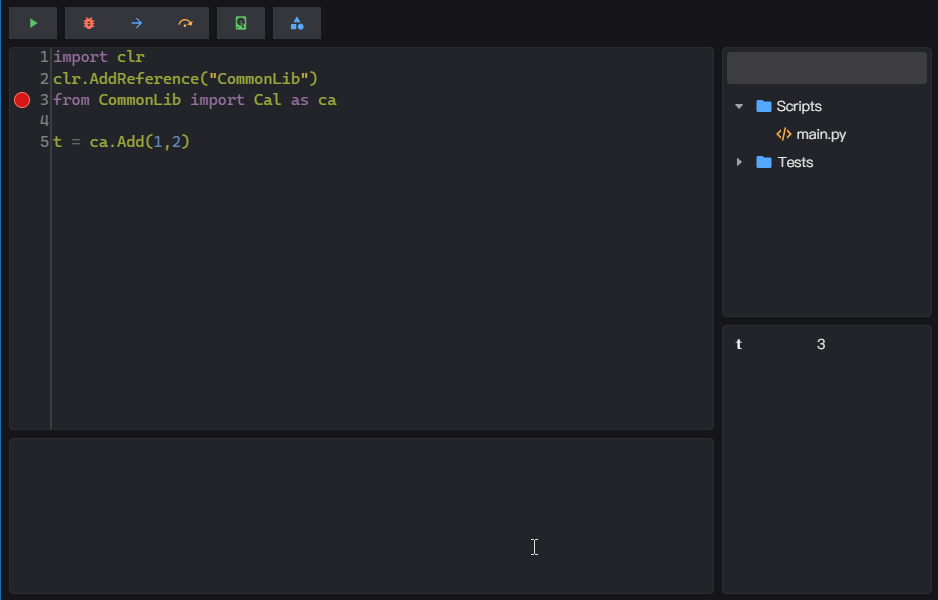 1 import clr
2 clr.AddReference("CommonLib")
3 from CommonLib import Cal as ca
4
5 t = ca.Add(1,2)
Scripts
</> main.py
Tests
t 3